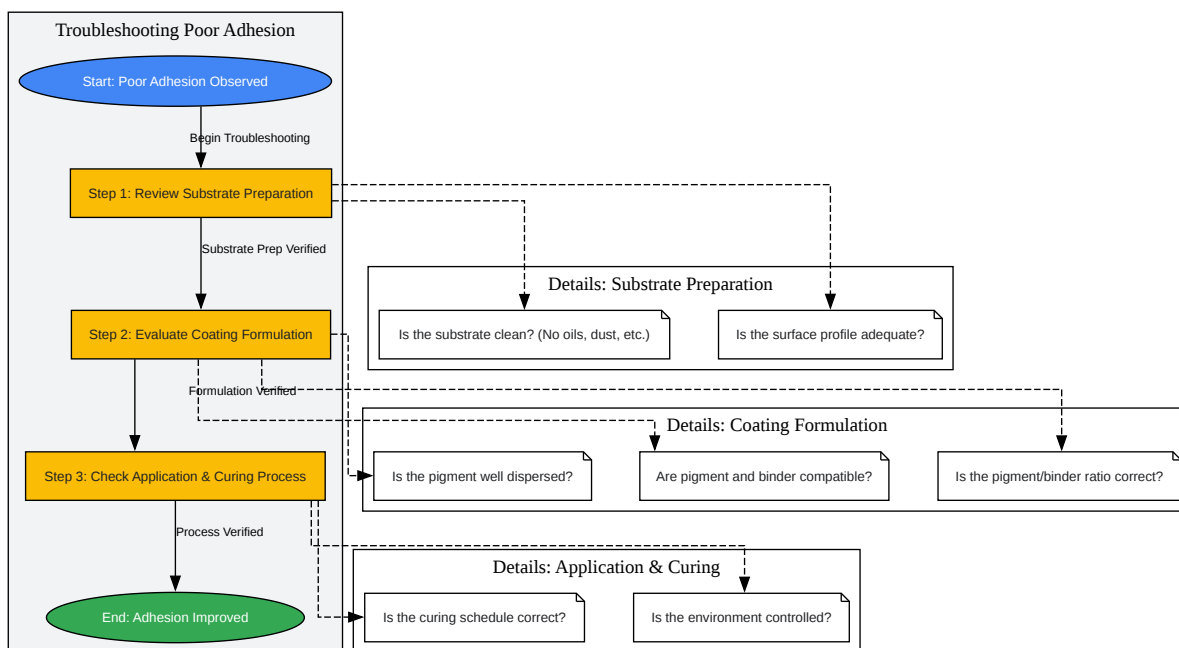 Troubleshooting Poor Adhesion
Start: Poor Adhesion Observed
Begin Troubleshooting
Step 1: Review Substrate Preparation
Substrate Prep Verified
Details: Substrate Preparation
Is the substrate clean? (No oils, dust, etc.)
Is the surface profile adequate?
Step 2: Evaluate Coating Formulation
Formulation Verified
Details: Coating Formulation
Is the pigment well dispersed?
Are pigment and binder compatible?
Is the pigment/binder ratio correct?
Step 3: Check Application & Curing Process
Process Verified
Details: Application & Curing
Is the curing schedule correct?
Is the environment controlled?
End: Adhesion Improved